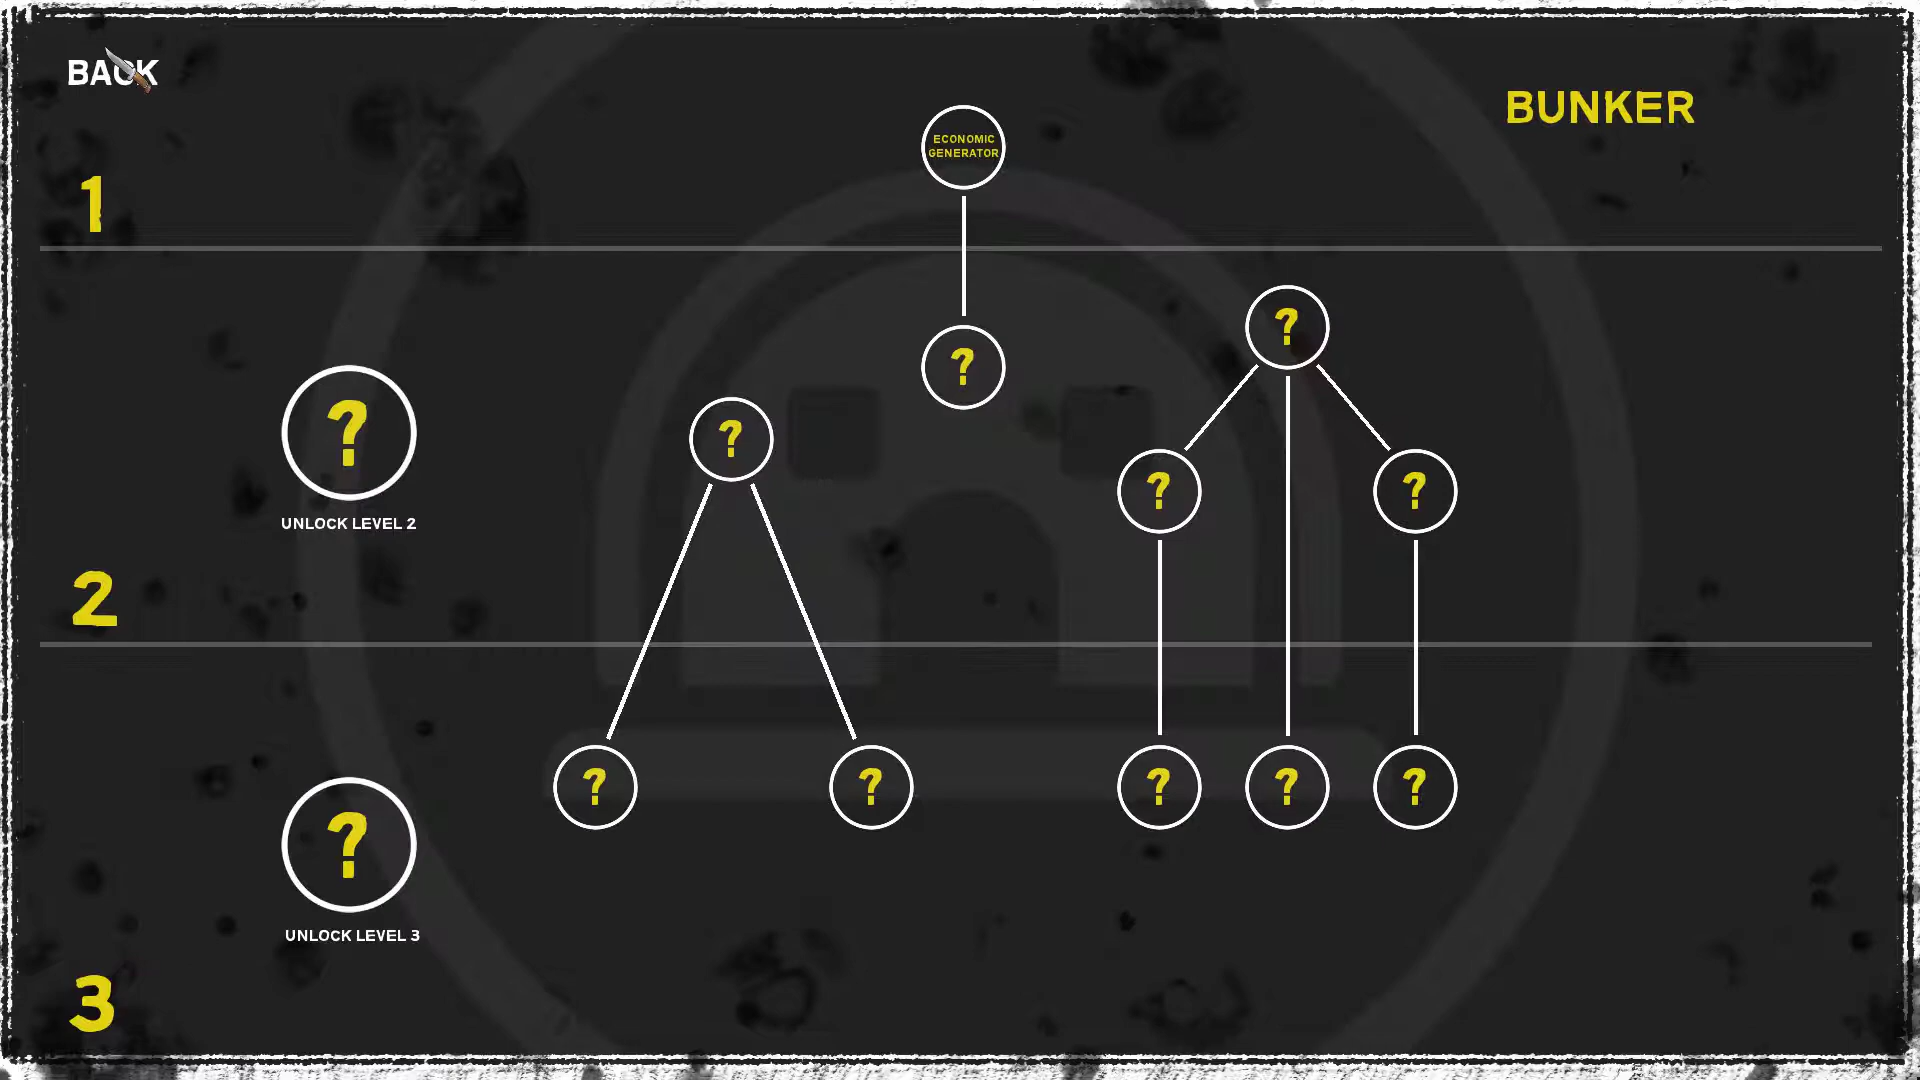 BACK
BUNKER
ECONOMIC
GENERATOR
1
?
?
?
?
?
?
UNLOCK LEVEL 2
2
?
?
?
?
?
?
UNLOCK LEVEL 3
3